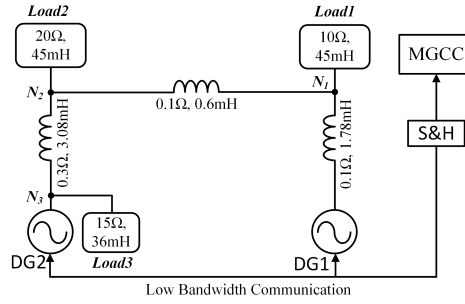 Load2
20Ω,
45mH
Load1
10Ω,
45mH
MGCC
N2
N1
0.1Ω, 0.6mH
S&H
0.3Ω, 3.08mH
0.1Ω, 1.78mH
N3
15Ω,
36mH
Load3
DG2
DG1
Low Bandwidth Communication